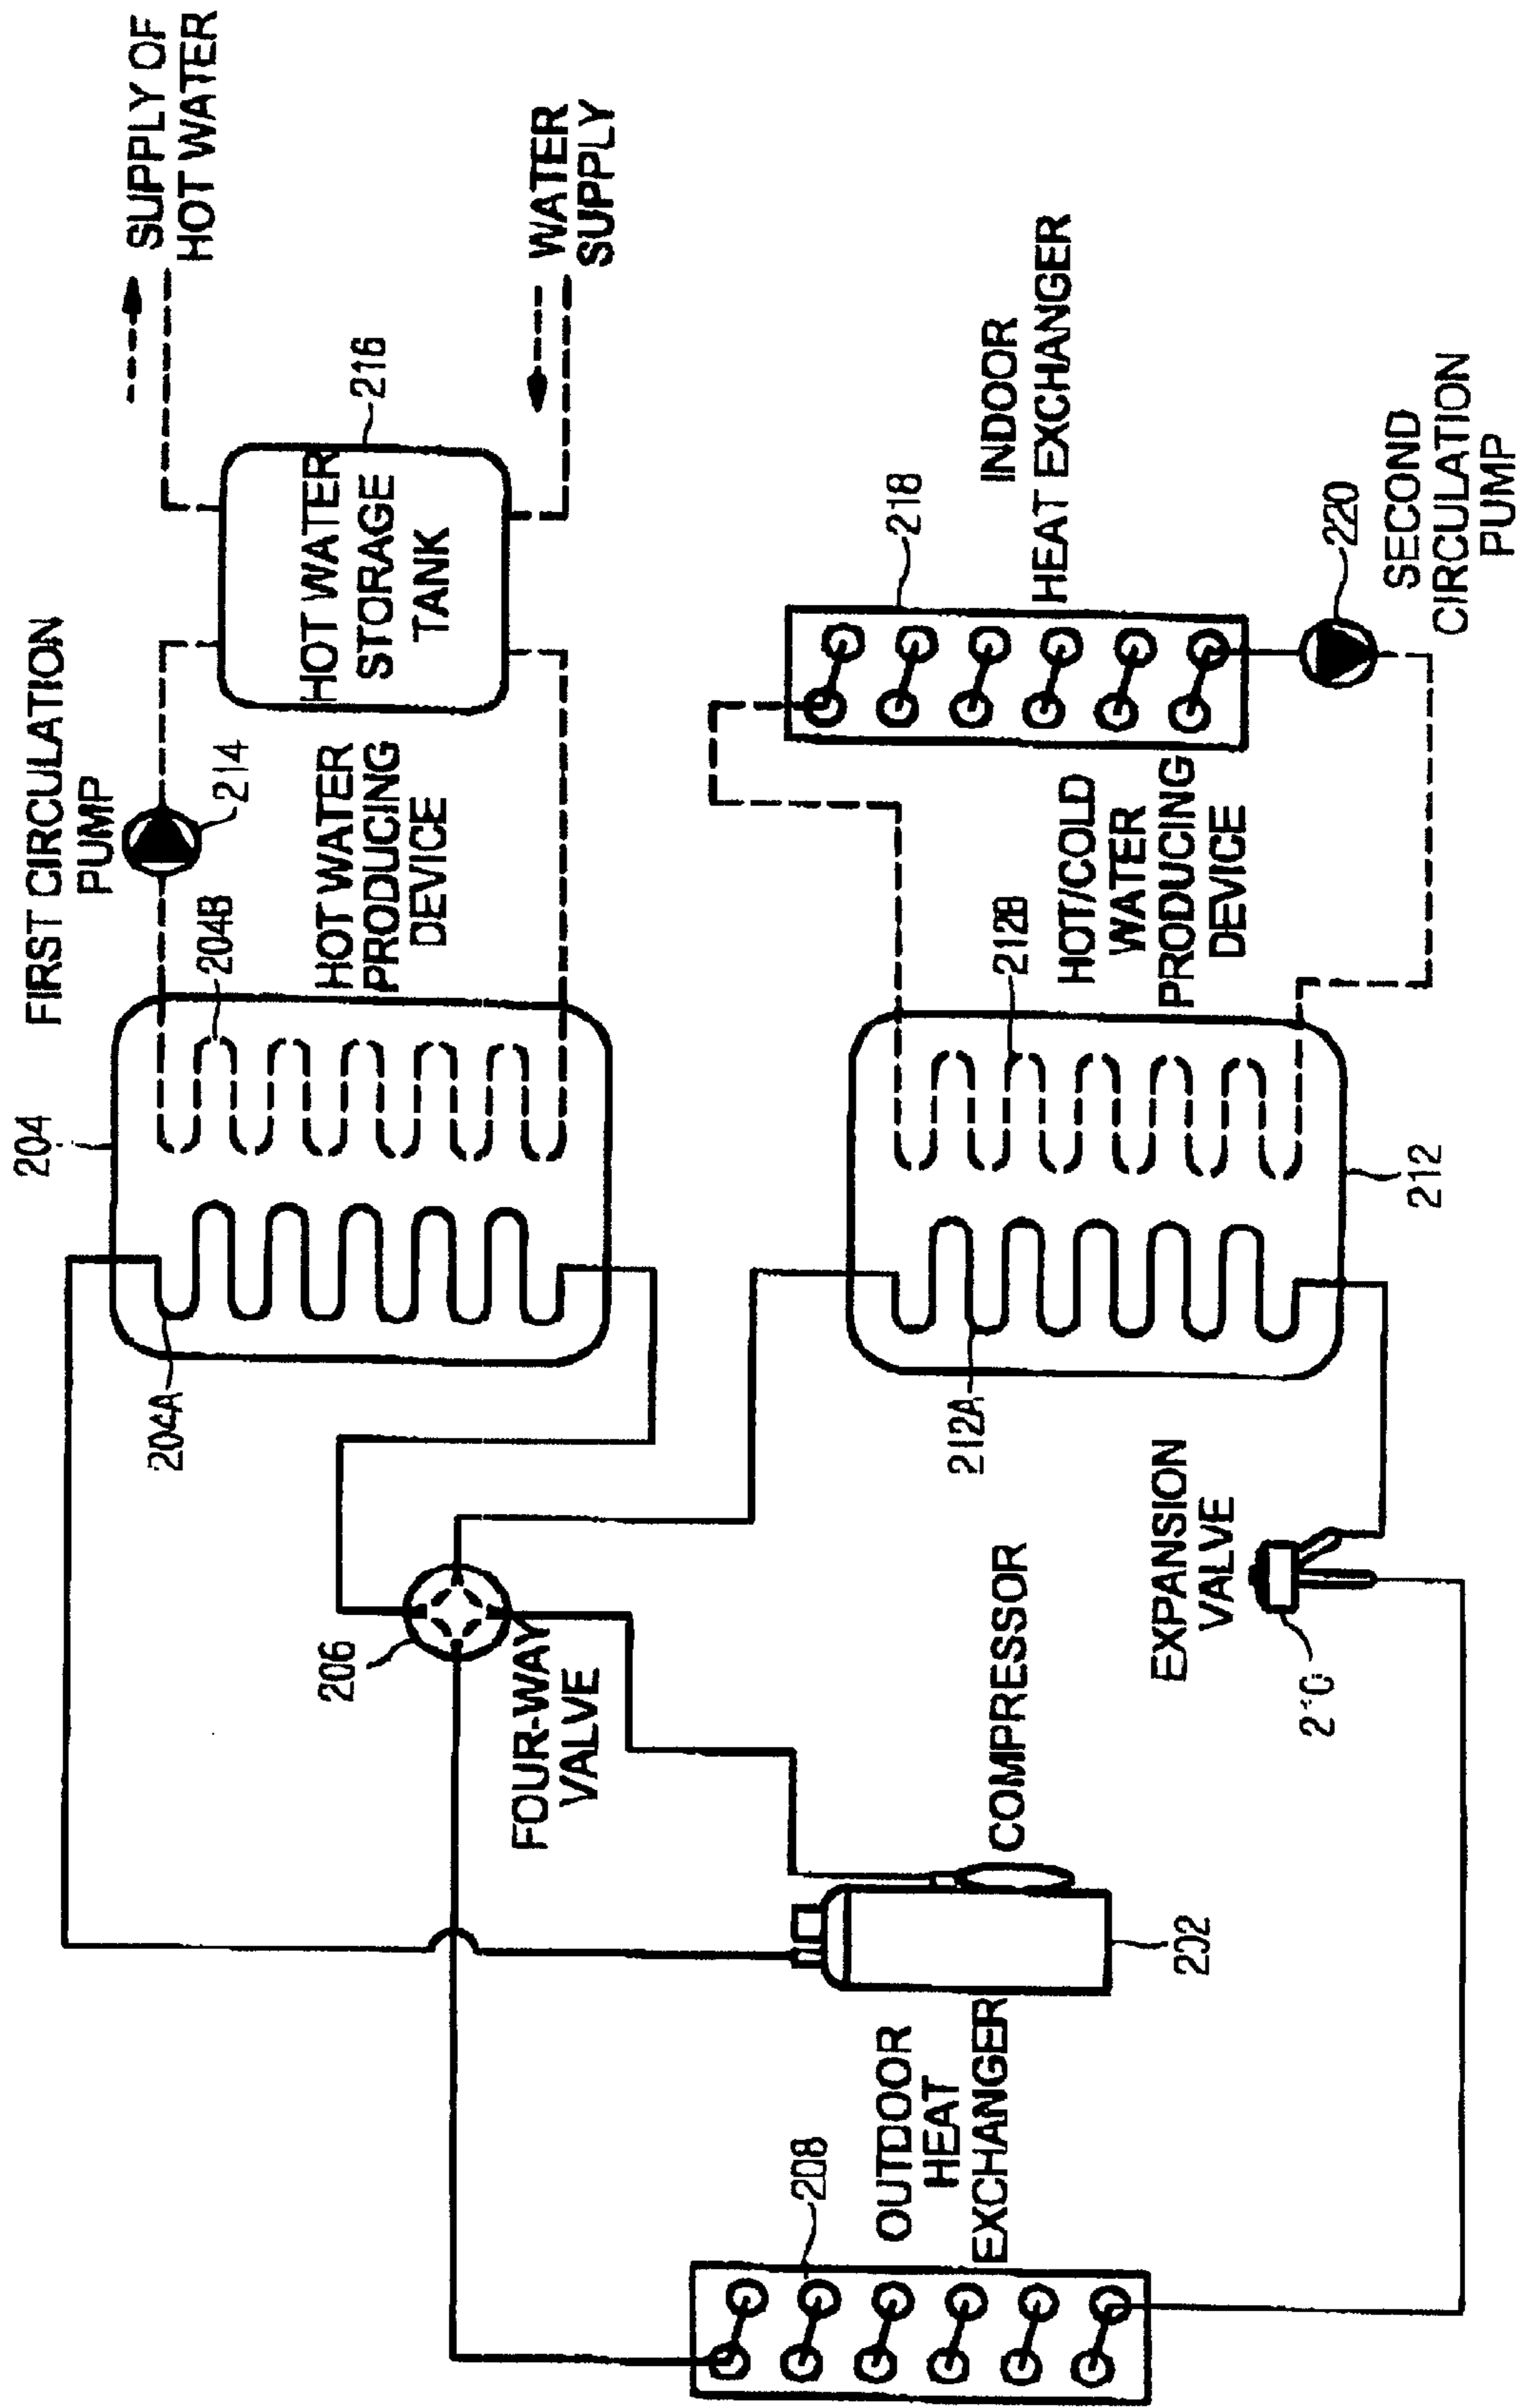 SUPPLY OF
HOT WATER
WATER
SUPPLY
FIRST CIRCULATION
PUMP
214
216
HOT WATER
STORAGE
TANK
204
204B
HOT WATER
PRODUCING
DEVICE
204A
206
FOUR-WAY
VALVE
INDOOR
HEAT EXCHANGER
218
220
SECOND
CIRCULATION
PUMP
212B
HOT/COLD
WATER
PRODUCING
DEVICE
212A
212
EXPANSION
VALVE
COMPRESSOR
202
OUTDOOR
HEAT
EXCHANGER
208